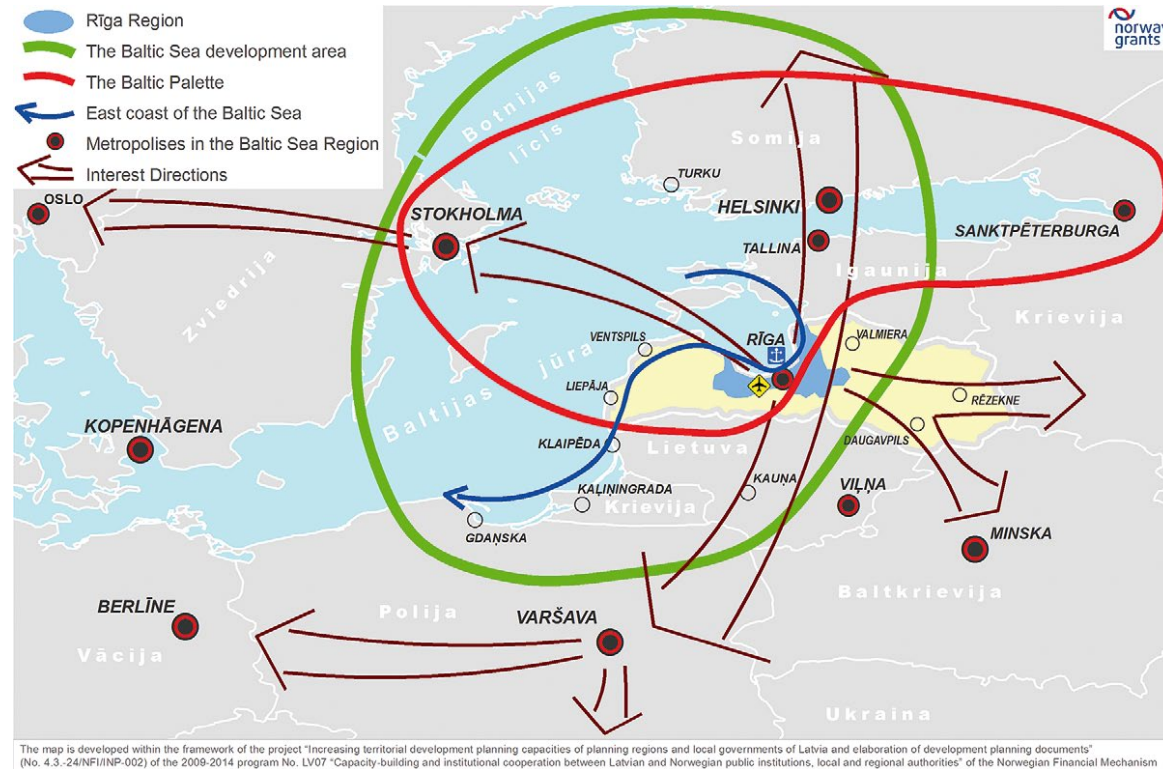 Rīga Region
The Baltic Sea development area
The Baltic Palette
East coast of the Baltic Sea
Metropolises in the Baltic Sea Region
Interest Directions
norway
grants
Botnijas
līcis
Somija
TURKU
OSLO
STOKHOLMA
HELSINKI
SANKTPĒTERBURGA
TALLINA
Igaunija
Zviedrija
Krievija
VENTSPILS
RĪGA
VALMIERA
Baltijas jūra
LIEPĀJA
RĒZEKNE
KOPENHĀGENA
KLAIPĒDA
Lietuva
DAUGAVPILS
KAUŅA
KAĻIŅINGRADA
Krievija
VIĻŅA
GDAŅSKA
MINSKA
Baltkrievija
BERLĪNE
Polija
VARŠAVA
Vācija
Ukraina
The map is developed within the framework of the project "Increasing territorial development planning capacities of planning regions and local governments of Latvia and elaboration of development planning documents"
(No. 4.3.-24/NFI/INP-002) of the 2009-2014 program No. LV07 "Capacity-building and institutional cooperation between Latvian and Norwegian public institutions, local and regional authorities" of the Norwegian Financial Mechanism